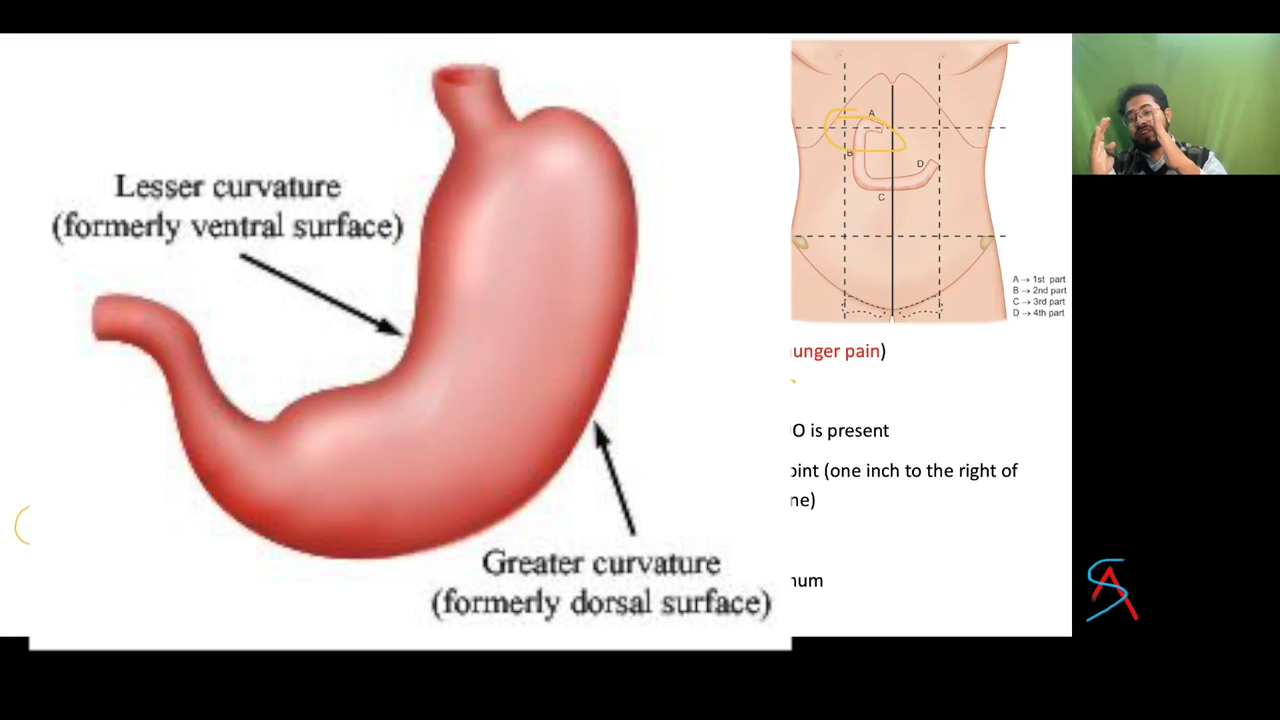 Lesser curvature
(formerly ventral surface)
Greater curvature
(formerly dorsal surface)
A
B
C
D
A → 1st part
B → 2nd part
C → 3rd part
D → 4th part
unger pain)
O is present
oint (one inch to the right of
ne)
num